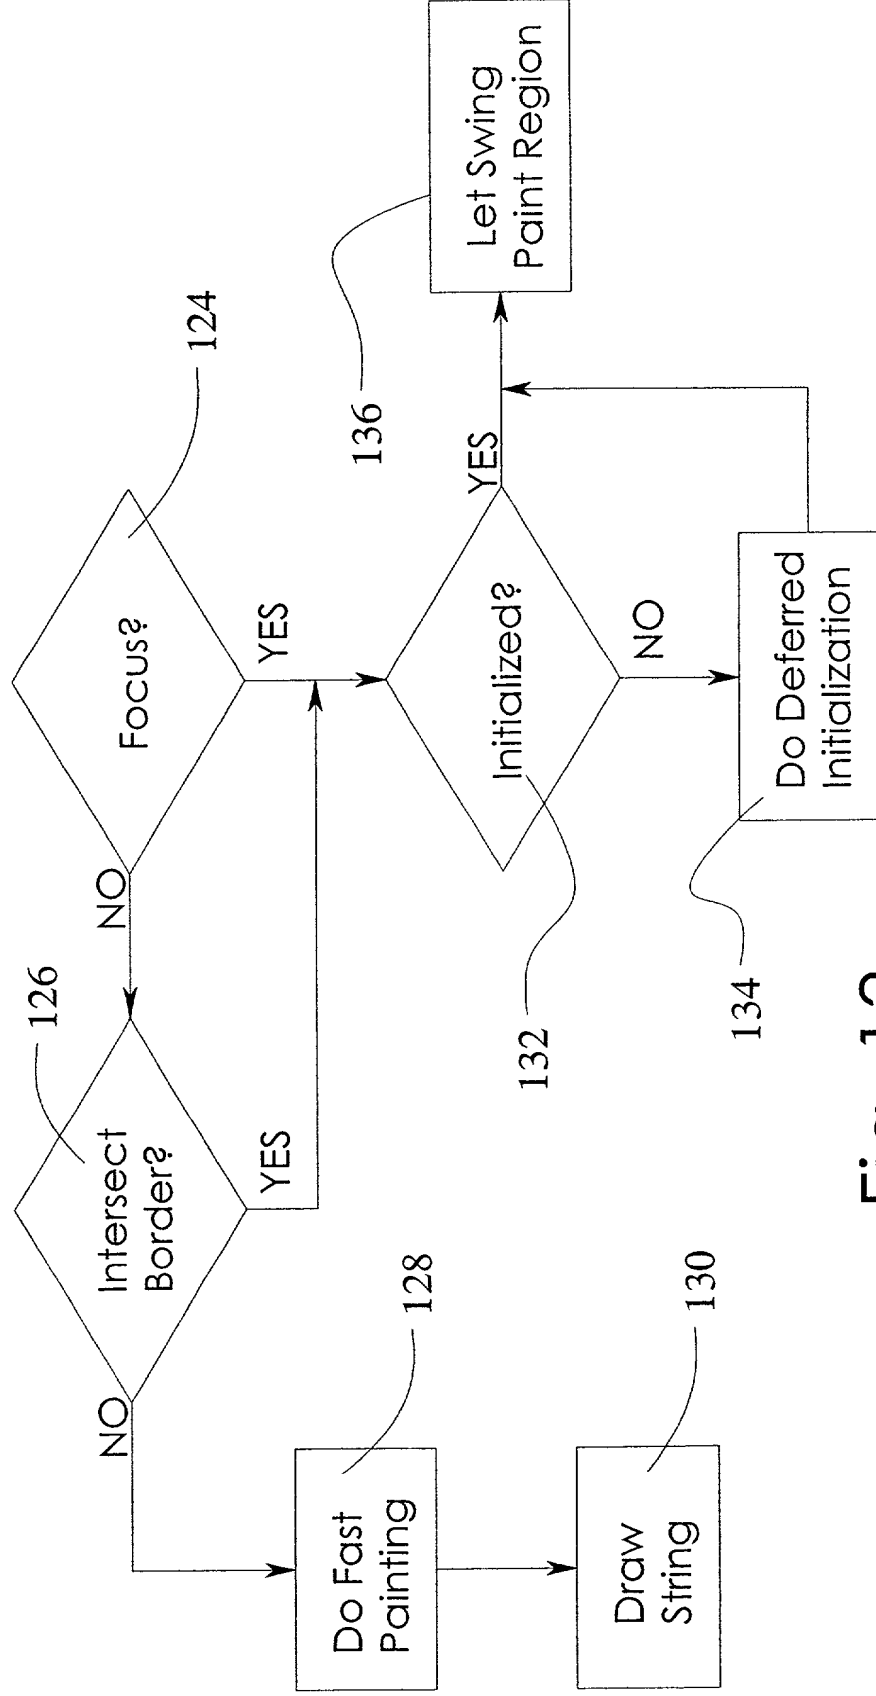 126
124
Focus?
NO
Intersect
Border?
NO
YES
YES
Do Fast
Painting
128
136
Let Swing
Paint Region
YES
Initialized?
132
NO
Draw
String
130
134
Do Deferred
Initialization